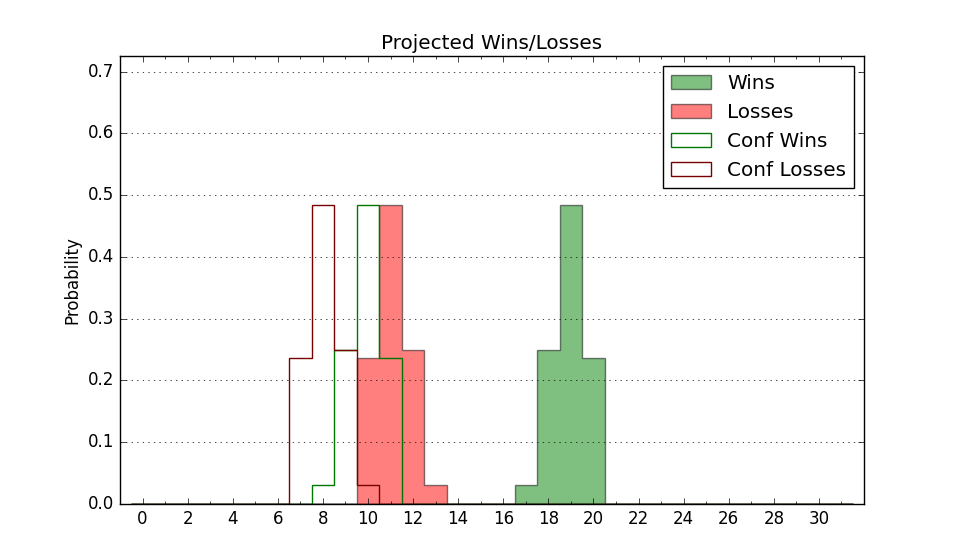 Projected Wins/Losses
Probability
0.7
0.6
0.5
0.4
0.3
0.2
0.1
0.0
0 2 4 6 8 10 12 14 16 18 20 22 24 26 28 30
Wins
Losses
Conf Wins
Conf Losses